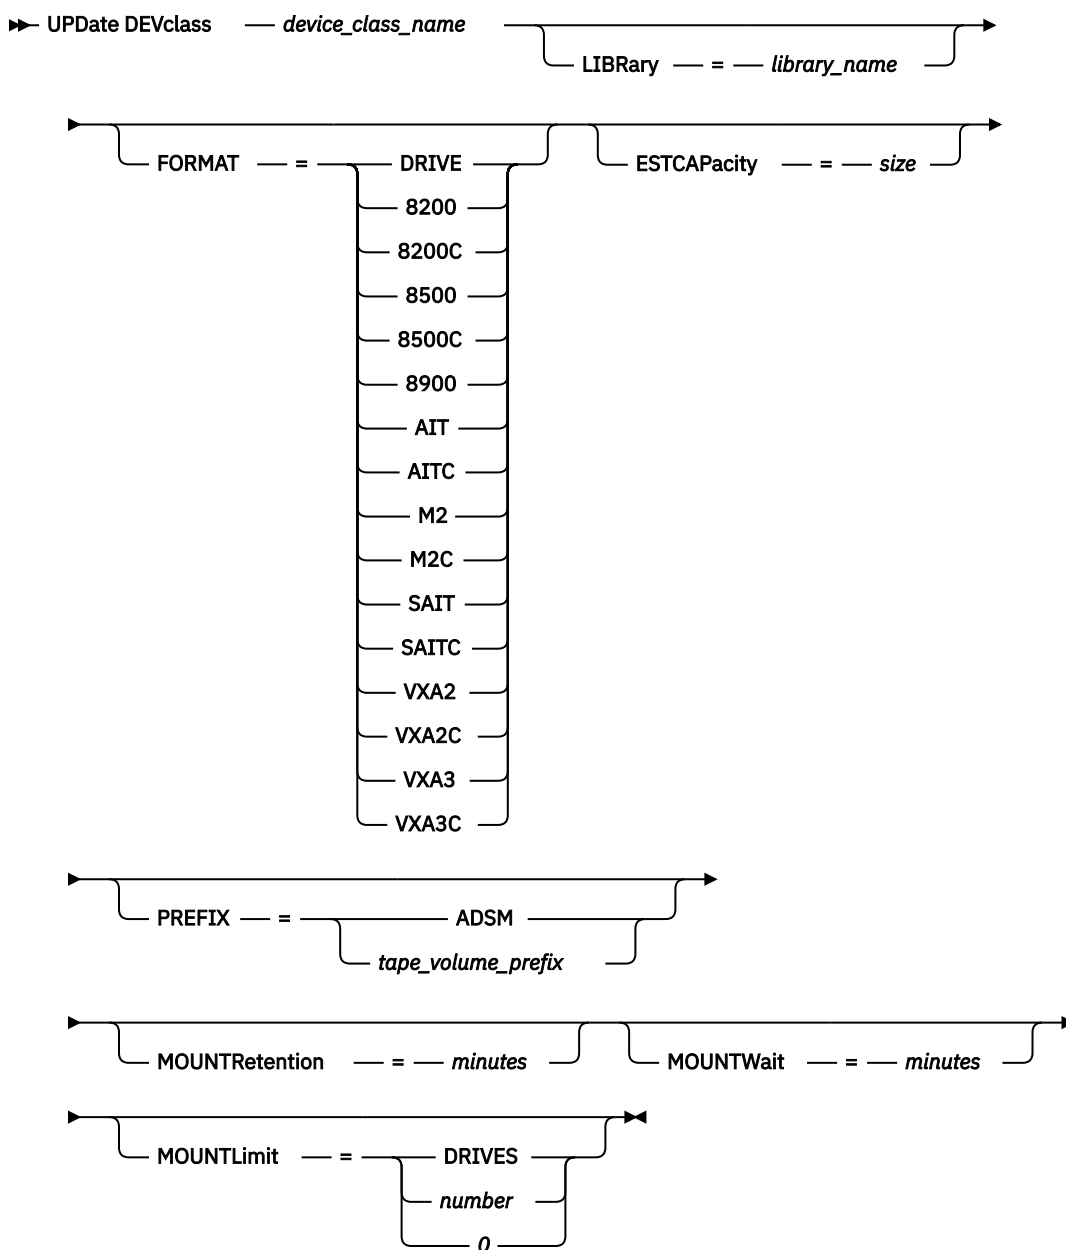 UPDate DEVclass device_class_name
LIBRary = library_name
FORMAT = DRIVE ESTCAPacity = size
8200
8200C
8500
8500C
8900
AIT
AITC
M2
M2C
SAIT
SAITC
VXA2
VXA2C
VXA3
VXA3C
PREFIX = ADSM
tape_volume_prefix
MOUNTRetention = minutes MOUNTWait = minutes
MOUNTLimit = DRIVES
number
0